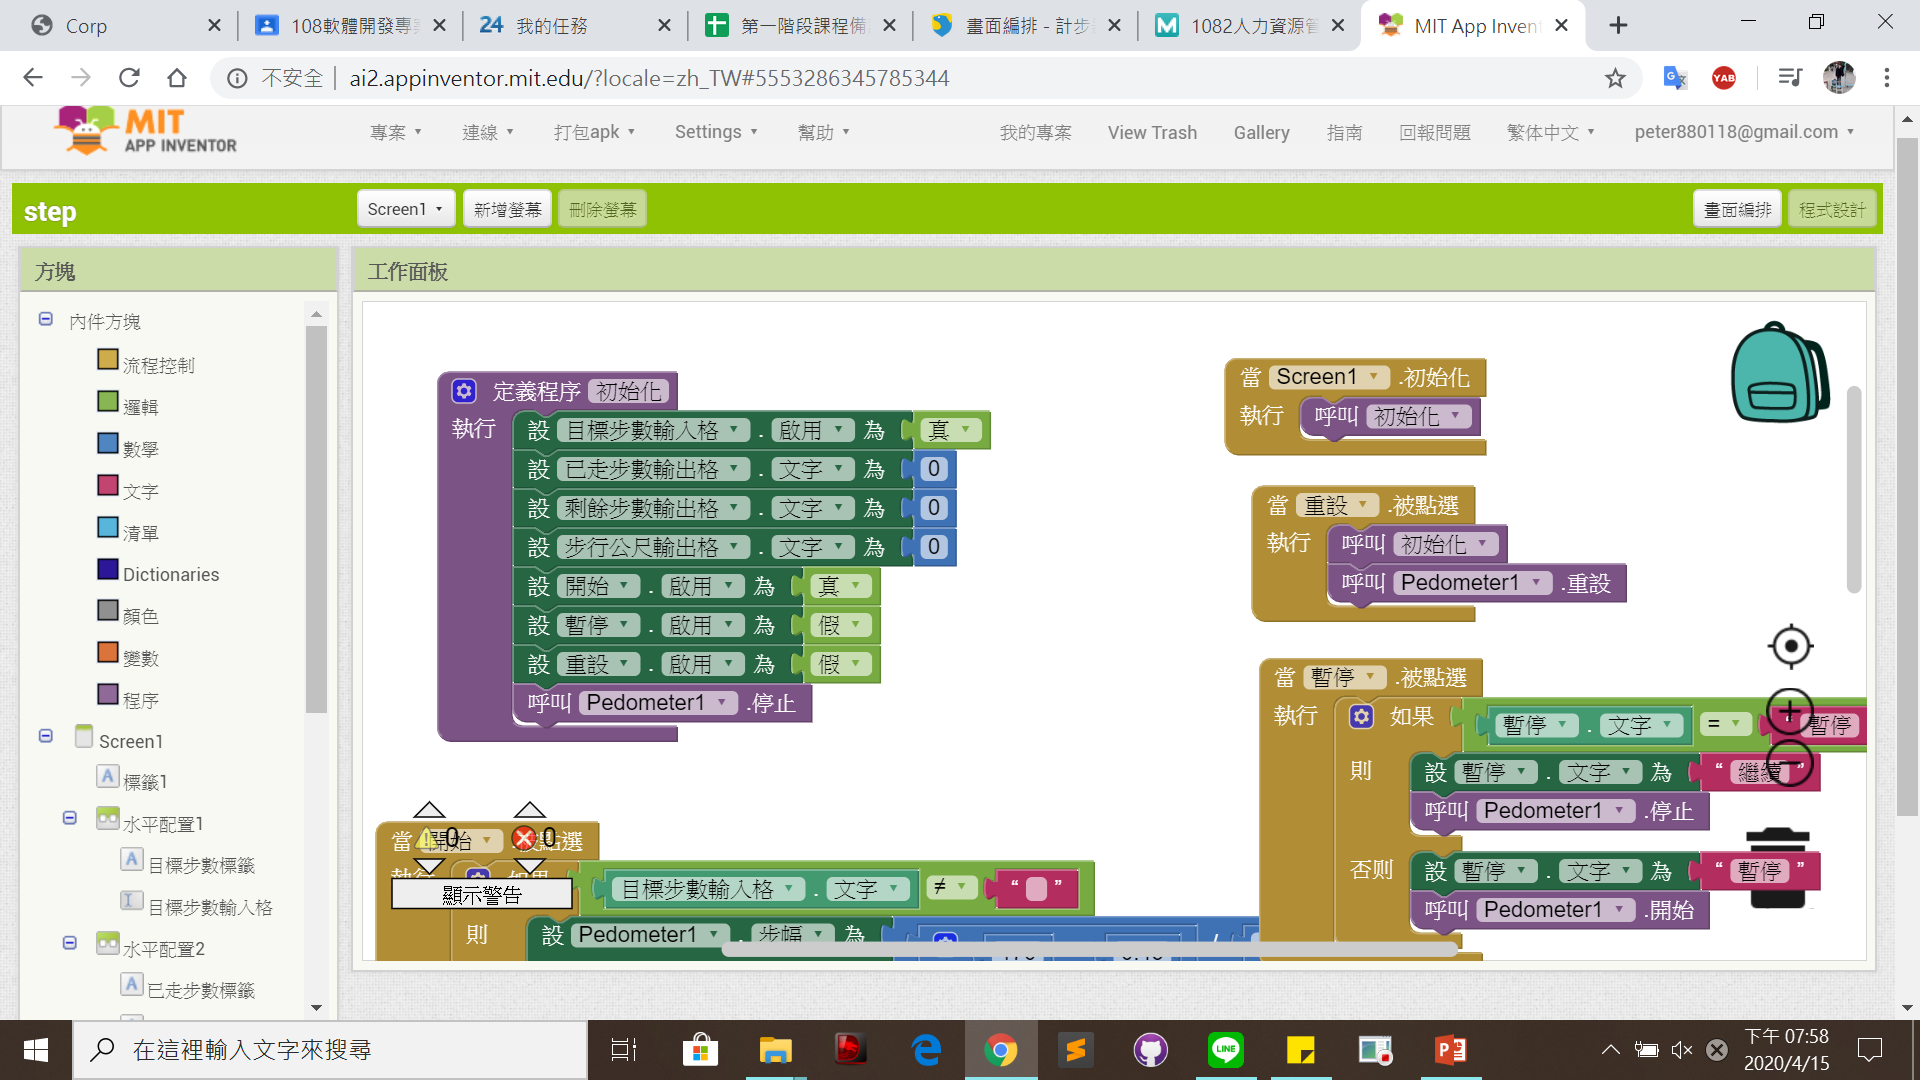 Corp
108軟體開發專
24 我的任務
第一階段課程備
畫面編排 - 計步
1082人力資源管
MIT App Invent
不安全 ai2.appinventor.mit.edu/?locale=zh_TW#5553286345785344
YAB
MIT
APP INVENTOR
專案 連線 打包apk Settings 幫助 我的專案 View Trash Gallery 指南 回報問題 繁体中文 peter880118@gmail.com
step Screen1 新增螢幕 刪除螢幕 畫面編排 程式設計
方塊
內件方塊
流程控制
邏輯
數學
文字
清單
Dictionaries
顏色
變數
程序
Screen1
標籤1
水平配置1
目標步數標籤
目標步數輸入格
水平配置2
已走步數標籤
工作面板
定義程序 初始化
執行 設 目標步數輸入格 . 啟用 為 真
設 已走步數輸出格 . 文字 為 0
設 剩餘步數輸出格 . 文字 為 0
設 步行公尺輸出格 . 文字 為 0
設 開始 . 啟用 為 真
設 暫停 . 啟用 為 假
設 重設 . 啟用 為 假
呼叫 Pedometer1 .停止
當 Screen1 .初始化
執行 呼叫 初始化
當 重設 .被點選
執行 呼叫 初始化
呼叫 Pedometer1 .重設
當 暫停 .被點選
執行 如果 暫停 . 文字 = “ 暫停
則 設 暫停 . 文字 為 “ 繼續 ”
呼叫 Pedometer1 .停止
否則 設 暫停 . 文字 為 “ 暫停 ”
呼叫 Pedometer1 .開始
當 開始 .被點選
0 0
執行 如果 目標步數輸入格 . 文字 ≠ “ ”
顯示警告
則 設 Pedometer1 . 步幅 為
在這裡輸入文字來搜尋
LINE
下午 07:58
2020/4/15